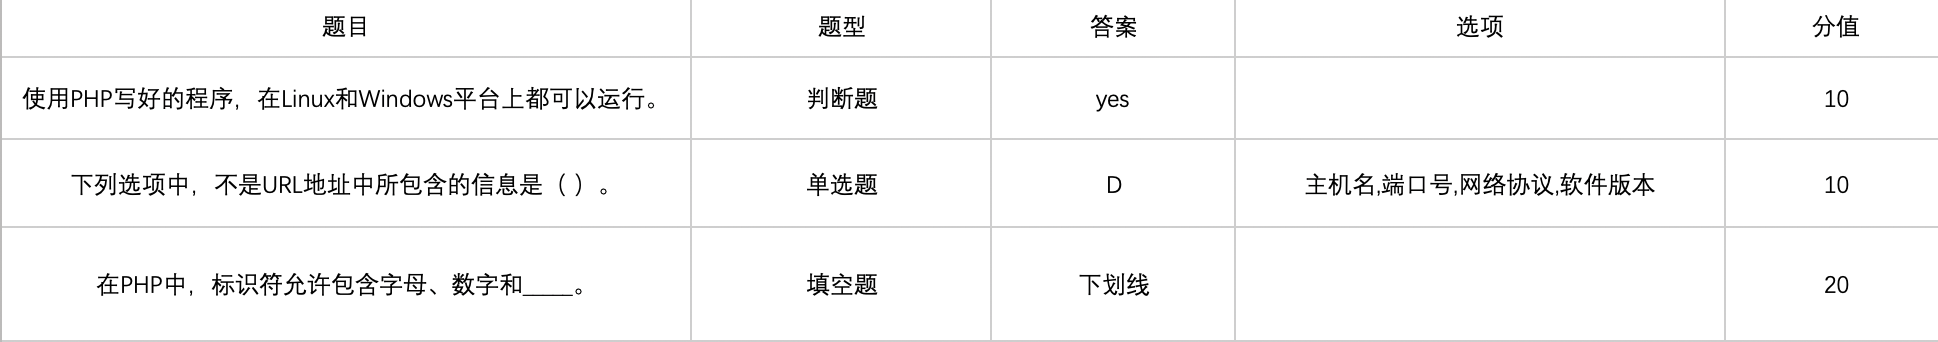 题目 题型 答案 选项 分值
使用PHP写好的程序，在Linux和Windows平台上都可以运行。 判断题 yes 10
下列选项中，不是URL地址中所包含的信息是（ ）。 单选题 D 主机名,端口号,网络协议,软件版本 10
在PHP中，标识符允许包含字母、数字和_____。 填空题 下划线 20